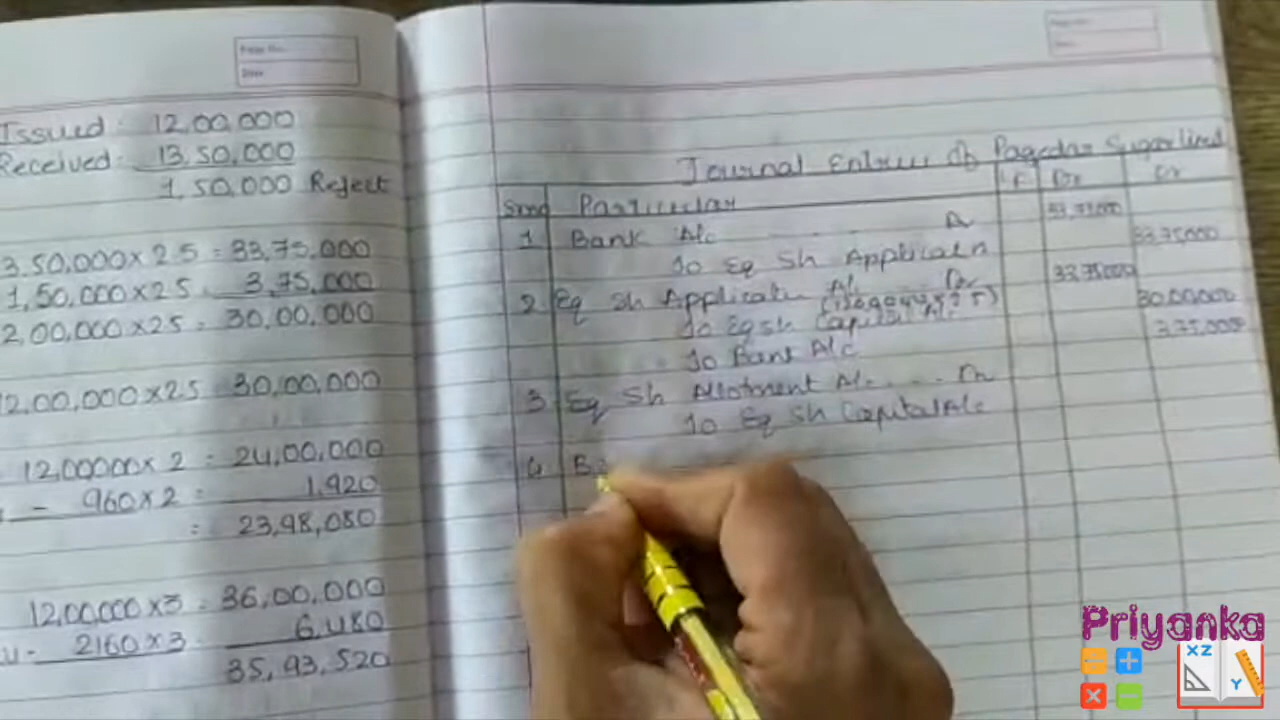 Issued: 12,00,000
Received: 13,50,000
1,50,000 Reject
3,50,000 x 2.5 = 33,75,000
1,50,000 x 2.5 3,75,000
2,00,000 x 2.5 = 30,00,000
12,00,000 x 2.5 = 30,00,000
12,00000 x 2 = 24,00,000
- 960 x 2 = 1,920
= 23,98,080
12,00,000 x 3 = 36,00,000
2160 x 3 6,480
35,93,520
Journal Entries Of Sugar
Particular LF Dr Cr
1 Bank A/c Dr 33,75,000
To Eq Sh Applicatn 33,75,000
2 Eq Sh Applicatn A/c Dr 33,75,000
To Eq sh Capital A/c 30,00,000
To Bank A/c 3,75,000
3 Eq Sh Allotment A/c Dr
To Eq Sh Capital A/c
4 Ba
Priyanka
XZ
Y